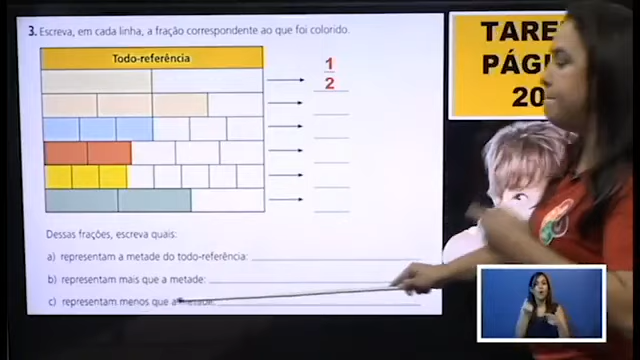 3. Escreva, em cada linha, a fração correspondente ao que foi colorido.
Todo-referência
1
2
Dessas frações, escreva quais:
a) representam a metade do todo-referência:
b) representam mais que a metade:
c) representam menos que a metade:
PÁGI
20